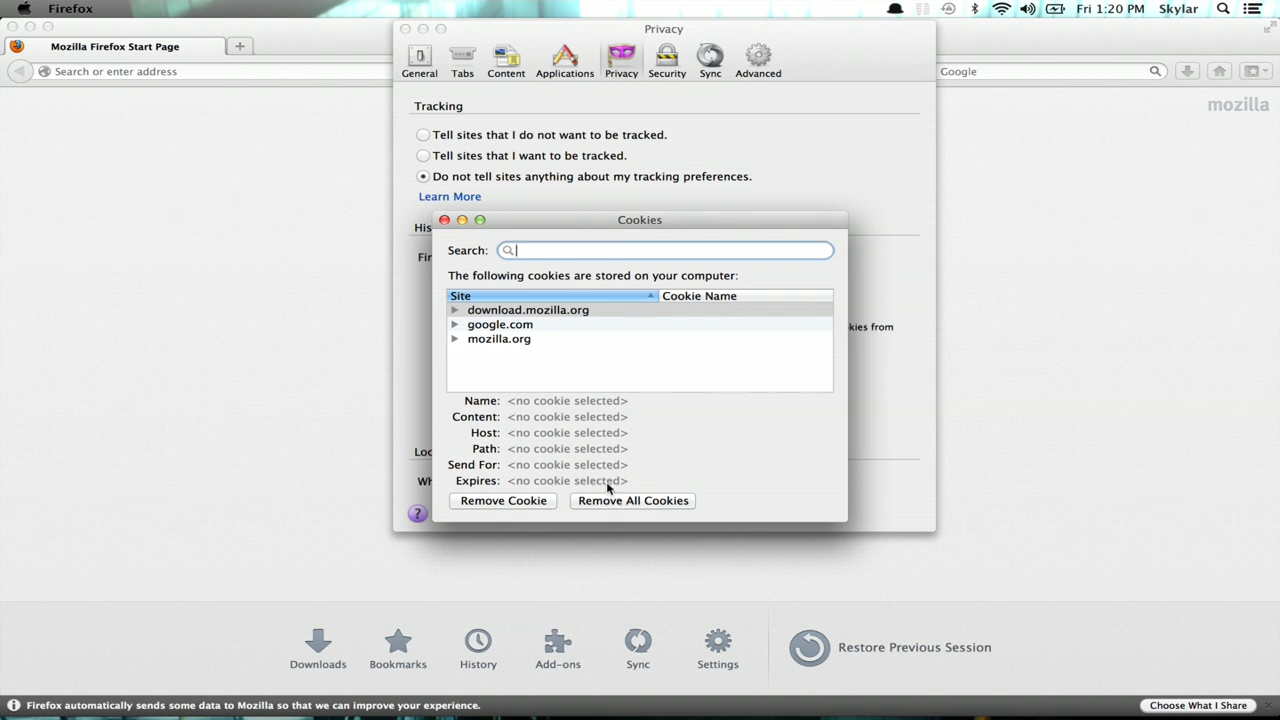 Firefox
Fri 1:20 PM Skylar
Privacy
Mozilla Firefox Start Page
General Tabs Content Applications Privacy Security Sync Advanced
Search or enter address
Google
mozilla
Tracking
Tell sites that I do not want to be tracked.
Tell sites that I want to be tracked.
Do not tell sites anything about my tracking preferences.
Learn More
His
Fir
kies from
Loc
Wh
?
Cookies
Search:
The following cookies are stored on your computer:
Site Cookie Name
download.mozilla.org
google.com
mozilla.org
Name: <no cookie selected>
Content: <no cookie selected>
Host: <no cookie selected>
Path: <no cookie selected>
Send For: <no cookie selected>
Expires: <no cookie selected>
Remove Cookie Remove All Cookies
Downloads Bookmarks History Add-ons Sync Settings Restore Previous Session
Firefox automatically sends some data to Mozilla so that we can improve your experience.
Choose What I Share